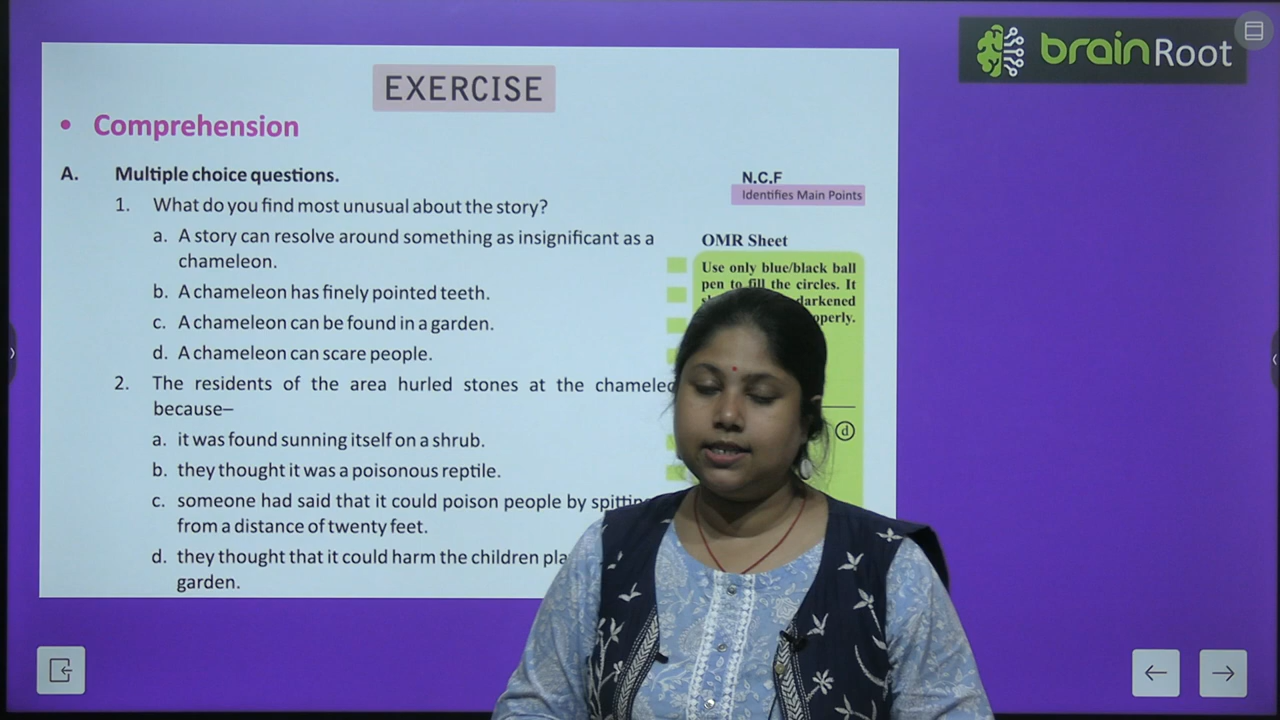 brainRoot
EXERCISE
• Comprehension
A. Multiple choice questions.
N.C.F
Identifies Main Points
1. What do you find most unusual about the story?
a. A story can resolve around something as insignificant as a
chameleon.
b. A chameleon has finely pointed teeth.
c. A chameleon can be found in a garden.
d. A chameleon can scare people.
2. The residents of the area hurled stones at the
because–
a. it was found sunning itself on a shrub.
b. they thought it was a poisonous reptile.
c. someone had said that it could poison people by
from a distance of twenty feet.
d. they thought that it could harm the children
garden.
OMR Sheet
Use only blue/black ball
pen to fill the circles. It
darkened
d